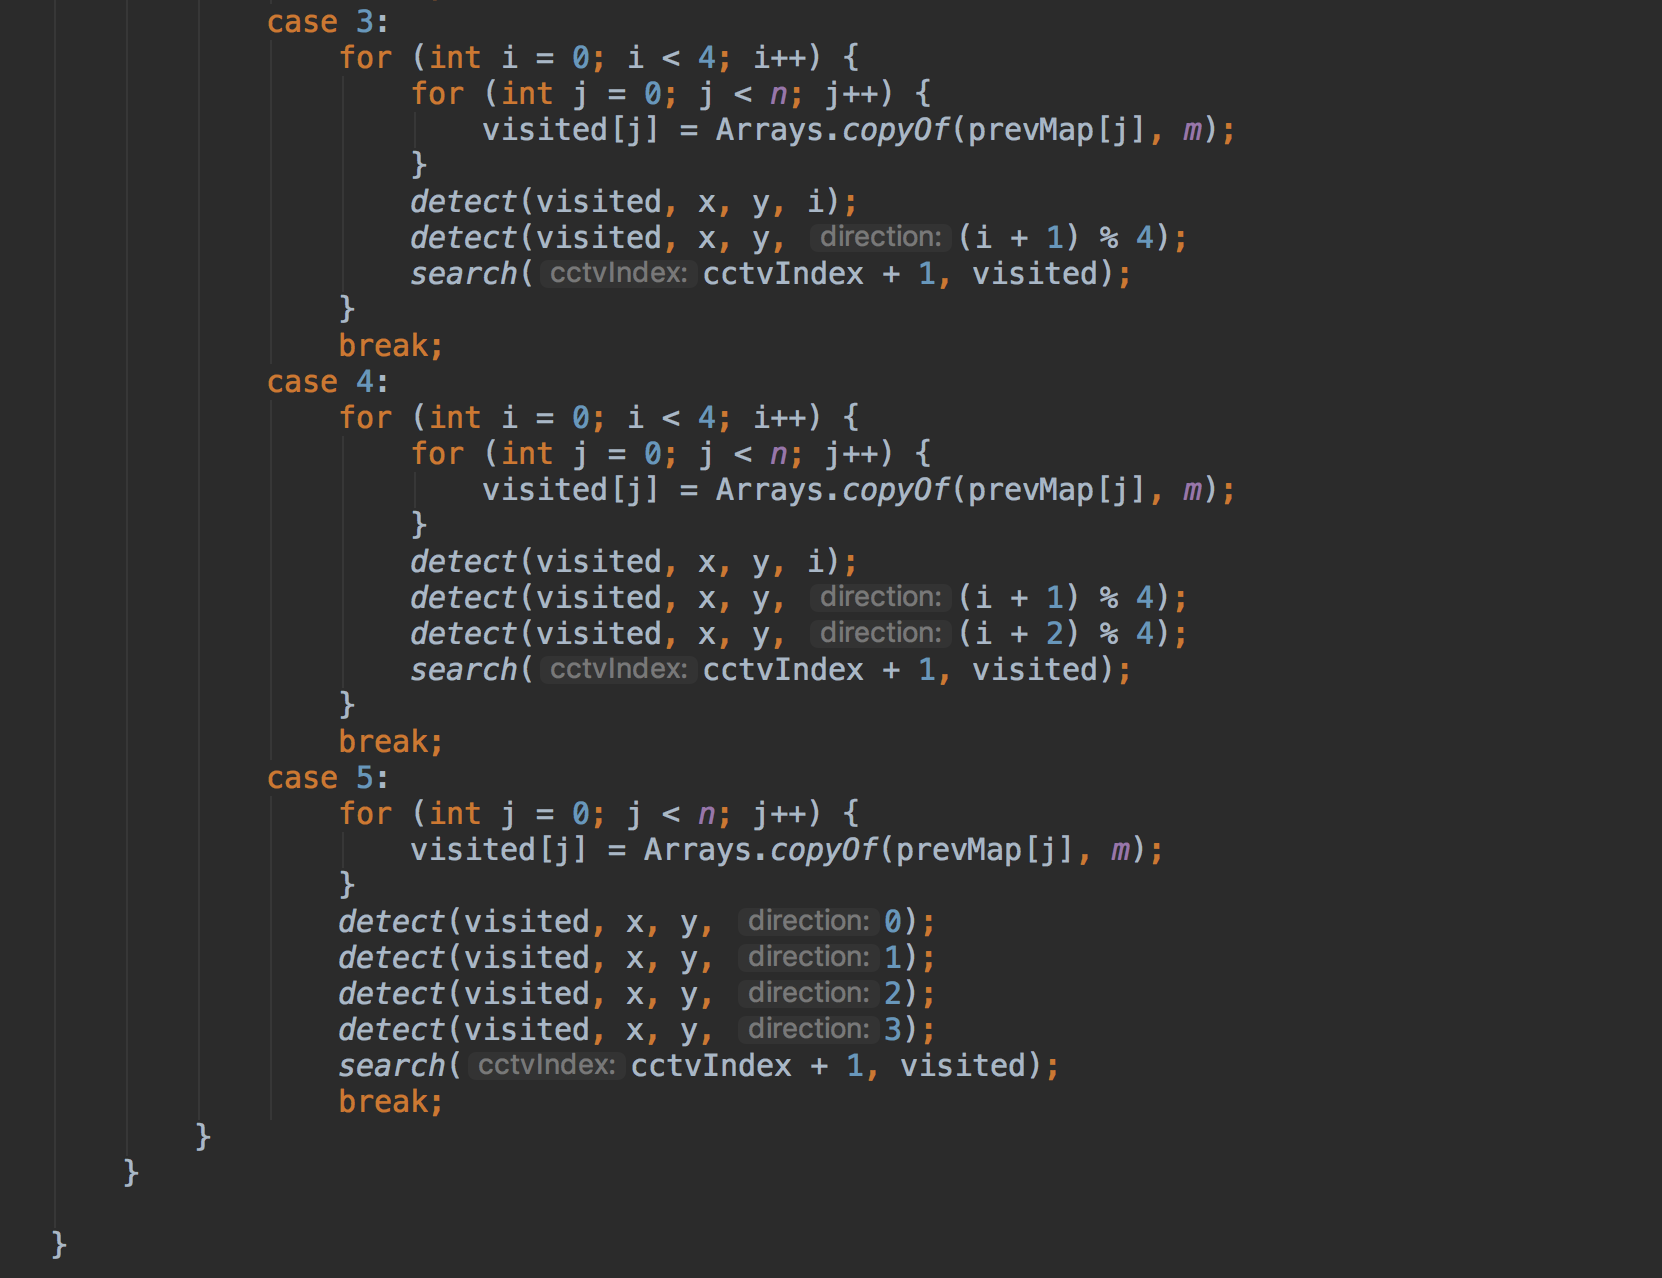 case 3:
for (int i = 0; i < 4; i++) {
for (int j = 0; j < n; j++) {
visited[j] = Arrays.copyOf(prevMap[j], m);
}
detect(visited, x, y, i);
detect(visited, x, y, direction: (i + 1) % 4);
search( cctvIndex: cctvIndex + 1, visited);
}
break;
case 4:
for (int i = 0; i < 4; i++) {
for (int j = 0; j < n; j++) {
visited[j] = Arrays.copyOf(prevMap[j], m);
}
detect(visited, x, y, i);
detect(visited, x, y, direction: (i + 1) % 4);
detect(visited, x, y, direction: (i + 2) % 4);
search( cctvIndex: cctvIndex + 1, visited);
}
break;
case 5:
for (int j = 0; j < n; j++) {
visited[j] = Arrays.copyOf(prevMap[j], m);
}
detect(visited, x, y, direction: 0);
detect(visited, x, y, direction: 1);
detect(visited, x, y, direction: 2);
detect(visited, x, y, direction: 3);
search( cctvIndex: cctvIndex + 1, visited);
break;
}
}
}